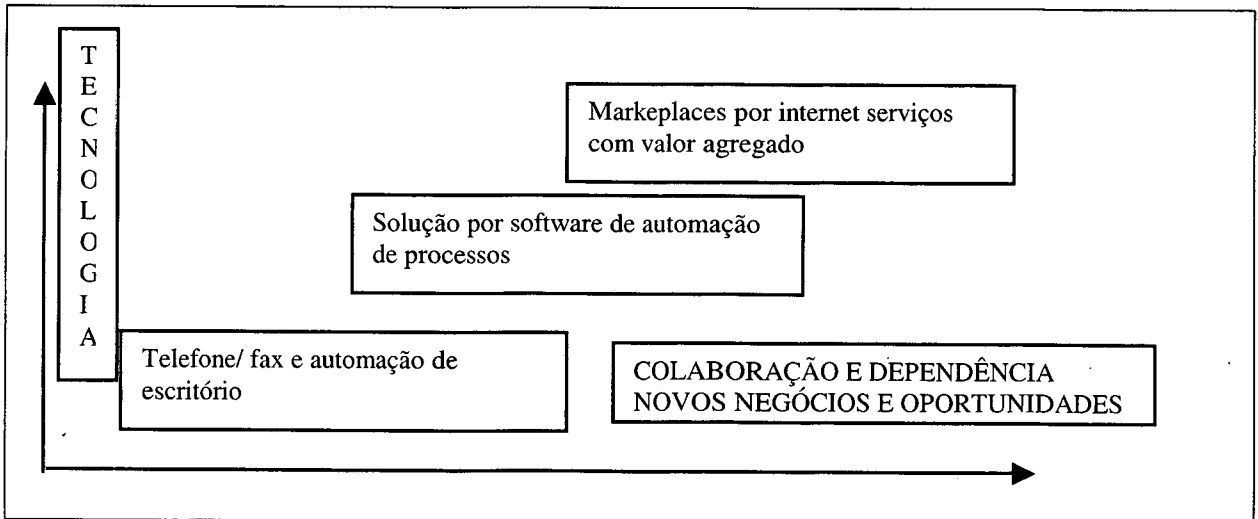 T
E
C
N
O
L
O
G
I
A
Markeplaces por internet serviços
com valor agregado
Solução por software de automação
de processos
Telefone/ fax e automação de
escritório
COLABORAÇÃO E DEPENDÊNCIA
NOVOS NEGÓCIOS E OPORTUNIDADES